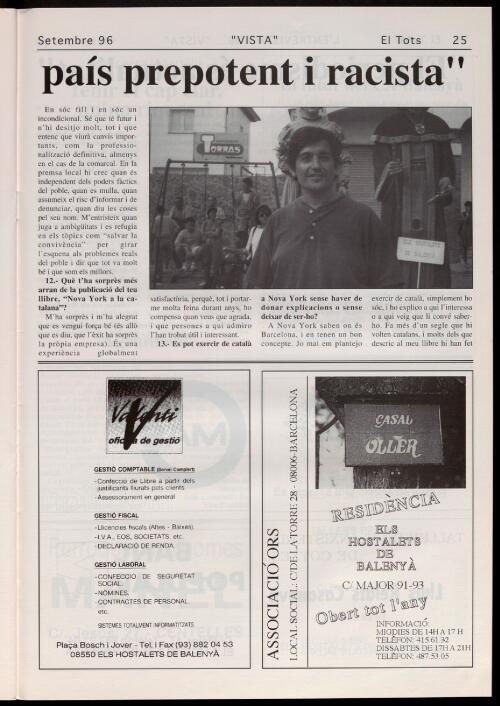 Setembre 96
"VISTA"
El Tots 25
país prepotent i racista"
En sóc fill i en sóc un
incondicional. Sé que té futur i
n'hi desitjo molt, tot i que
entenc que viurà canvis impor-
tants, com la professio-
nalització definitiva, almenys
en el cas de la comarcal. En la
premsa local hi crec quan és
independent dels poders fàctics
del poble, quan es mulla, quan
assumeix el risc d'informar i de
denunciar, quan diu les coses
pel seu nom. M'entristeix quan
juga a ambigüitats i es refugia
en els tòpics com "salvar la
convivència" per girar
l'esquena als problemes reals
del poble i dir que tot va molt
bé i que som els millors.
12.- Què t'ha sorprès més
arran de la publicació del teu
llibre, "Nova York a la ca-
talana"?
M'ha sorprès i m'ha alegrat
que es vengui força bé (és allò
que es diu, que l'èxit ha sorprès
la pròpia empresa). És una
experiència globalment
TORRAS
ELS HOSTALETS
DE BALENYÀ
satisfactòria, perquè, tot i portar-
me molta feina durant anys, ho
compensa quan veus que agrada,
i que persones a qui admiro
l'han trobat útil i interessant.
13.- Es pot exercir de català
a Nova York sense haver de
donar explicacions o sense
deixar de ser-ho?
A Nova York saben on és
Barcelona, i en tenen un bon
concepte. Jo mai em plantejo
exercir de català, simplement ho
sóc, i ho explico a qui l'interessa
o a qui veig que li convé saber-
ho. Fa més d'un segle que hi
volten catalans, i molts dels que
descric al meu llibre hi han fet
Valentí
oficina de gestió
GESTIÓ COMPTABLE (Servei Complert)
-Confecció de Llibre a partir dels
justificants lliurats pels clients.
-Assessorament en general
GESTIÓ FISCAL
-Llicències fiscals (Altes - Baixes).
-I.V.A., EOS, SOCIETATS, etc.
-DECLARACIÓ DE RENDA.
GESTIÓ LABORAL
-CONFECCIÓ DE SEGURETAT
SOCIAL.
-NÒMINES.
-CONTRACTES DE PERSONAL.
etc.
SISTEMES TOTALMENT INFORMATITZATS
Plaça Bosch i Jover - Tel. i Fax (93) 882 04 53
08550 ELS HOSTALETS DE BALENYÀ
ASSOCIACIÓ ORS
LOCAL SOCIAL: C/DE LA TORRE 28 - 08006-BARCELONA
CASAL
OLLER
RESIDÈNCIA
ELS
HOSTALETS
DE
BALENYÀ
C/ MAJOR 91-93
Obert tot l'any
INFORMACIÓ:
MIGDIES DE 14H A 17 H
TELÈFON: 415.61.32
DISSABTES DE 17H A 21H
TELÈFON: 487.53.05